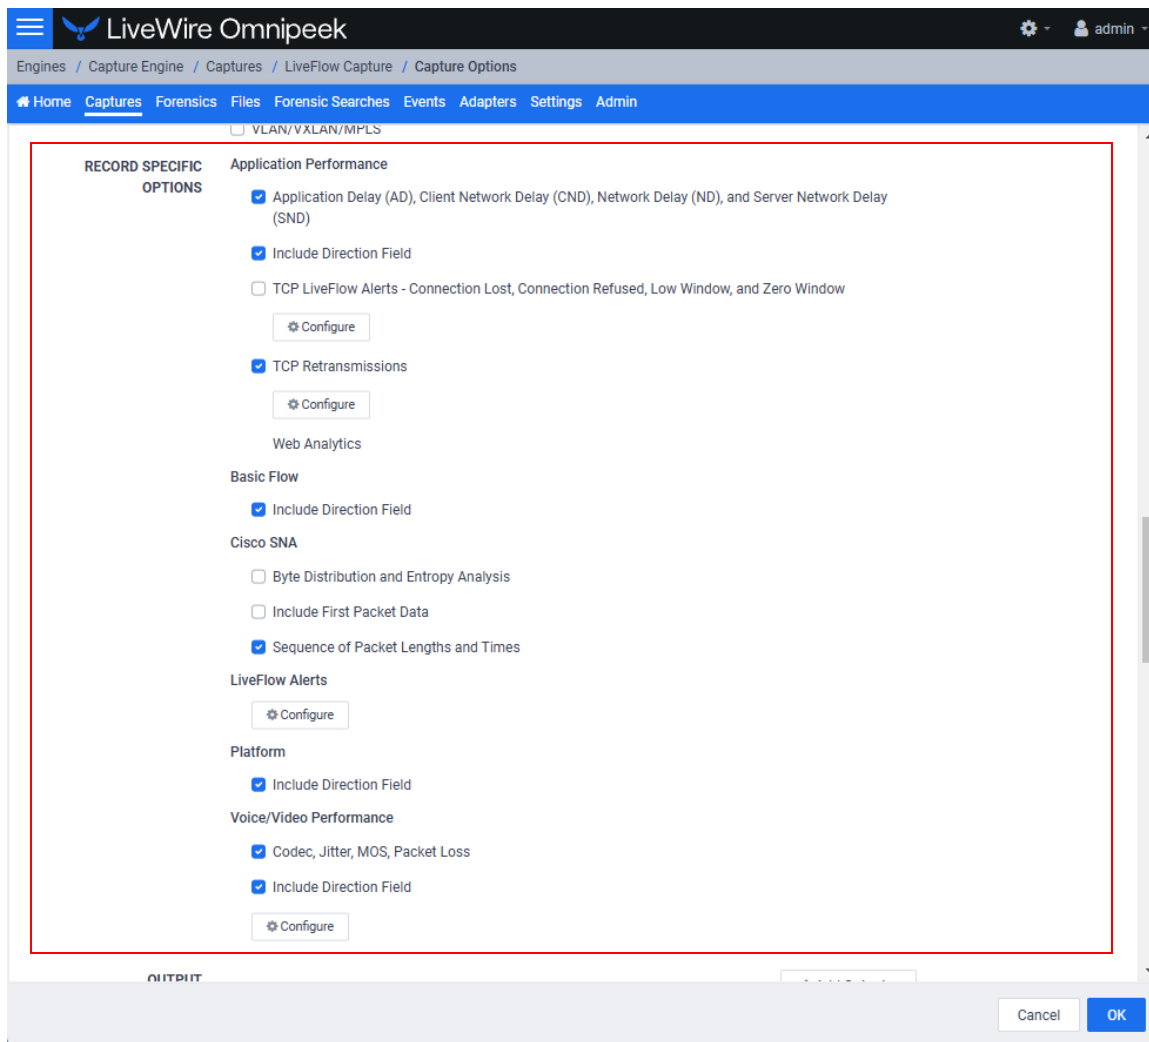 LiveWire Omnipeek
admin
Engines / Capture Engine / Captures / LiveFlow Capture / Capture Options
Home Captures Forensics Files Forensic Searches Events Adapters Settings Admin
VLAN/VXLAN/MPLS
RECORD SPECIFIC OPTIONS
Application Performance
Application Delay (AD), Client Network Delay (CND), Network Delay (ND), and Server Network Delay
(SND)
Include Direction Field
TCP LiveFlow Alerts - Connection Lost, Connection Refused, Low Window, and Zero Window
Configure
TCP Retransmissions
Configure
Web Analytics
Basic Flow
Include Direction Field
Cisco SNA
Byte Distribution and Entropy Analysis
Include First Packet Data
Sequence of Packet Lengths and Times
LiveFlow Alerts
Configure
Platform
Include Direction Field
Voice/Video Performance
Codec, Jitter, MOS, Packet Loss
Include Direction Field
Configure
OUTPUT
Cancel OK